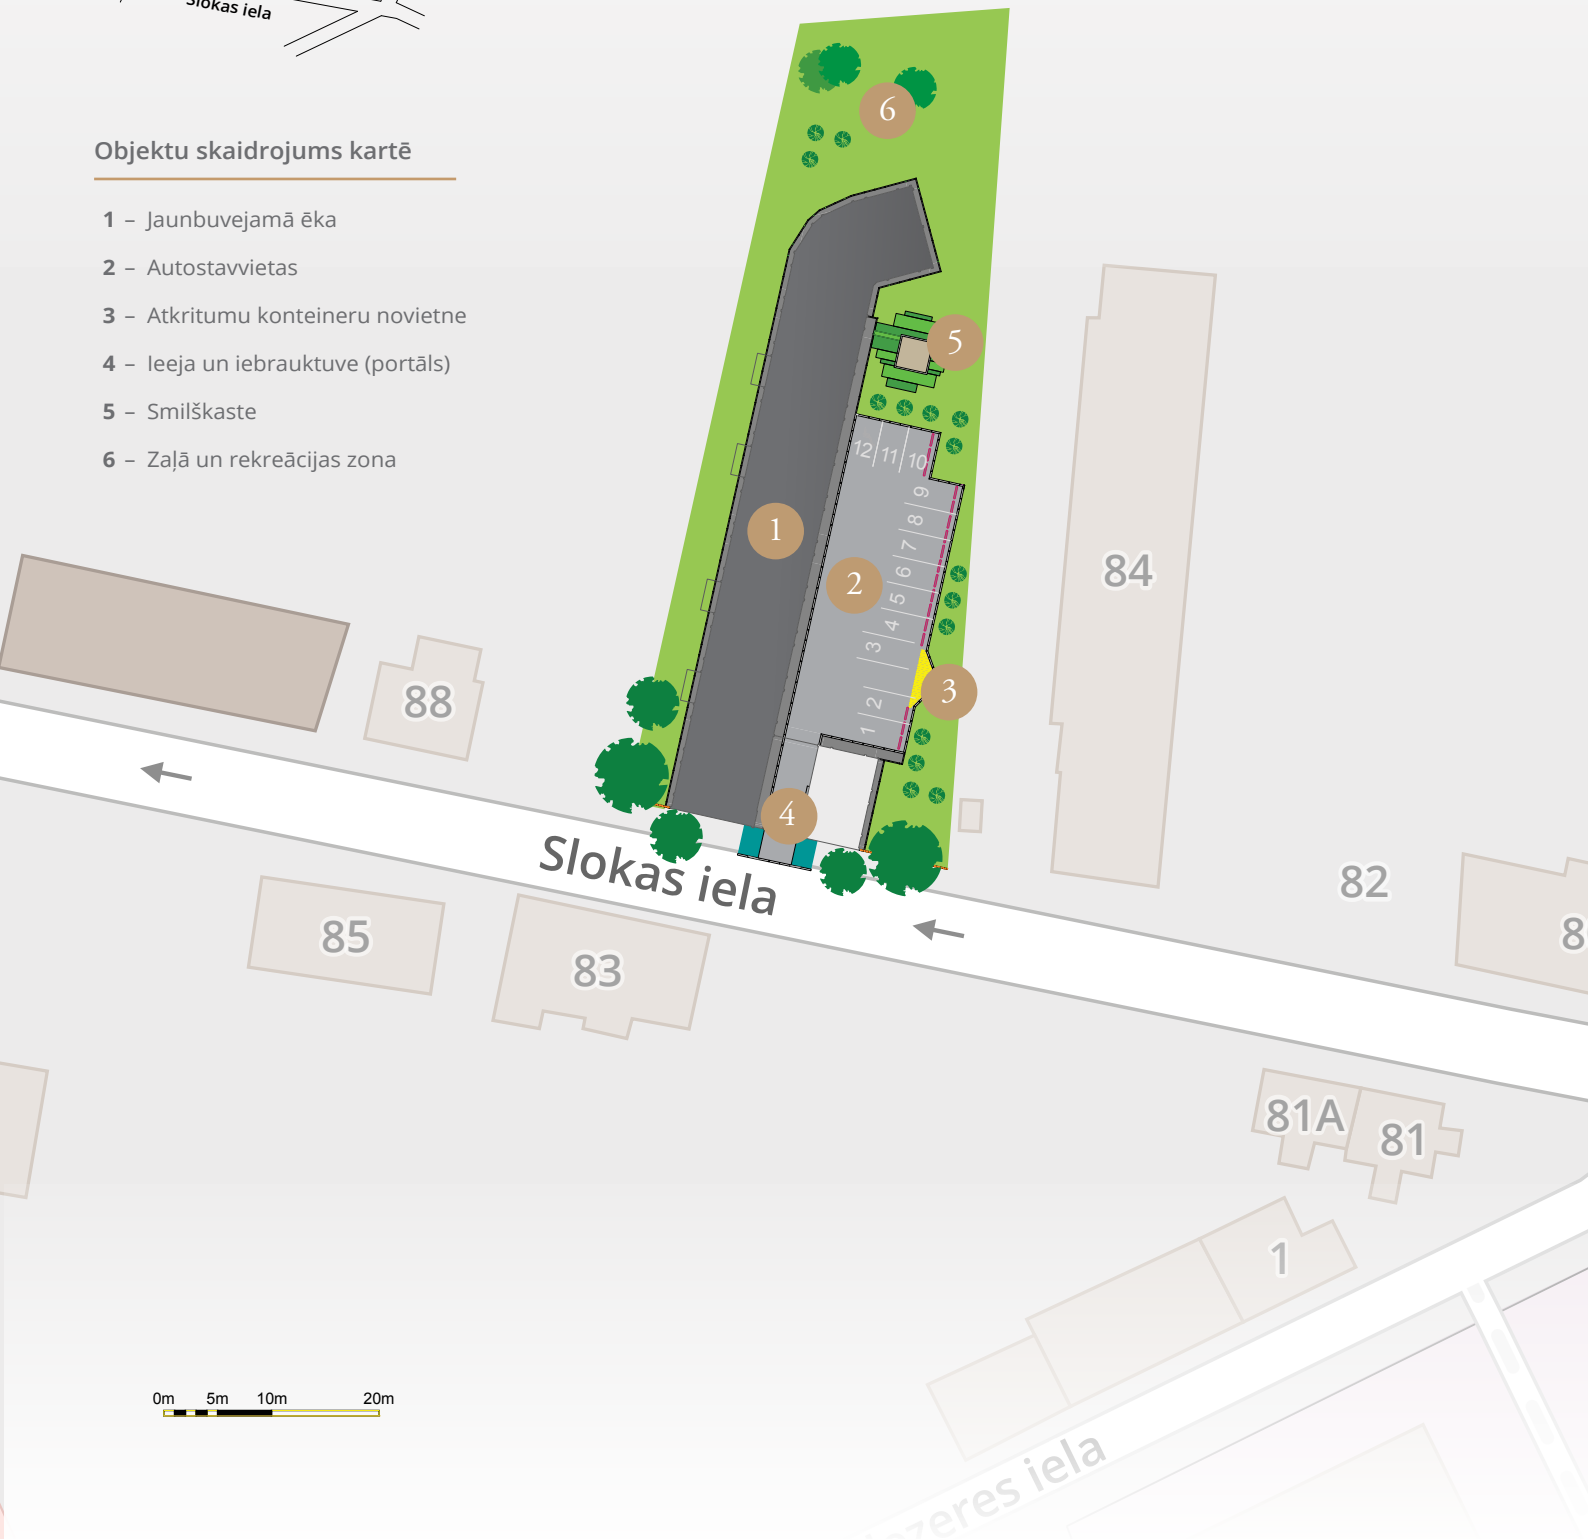 Slokas iela
Objektu skaidrojums kartē
1 – Jaunbuvejamā ēka
2 – Autostavvietas
3 – Atkritumu konteineru novietne
4 – Ieeja un iebrauktuve (portāls)
5 – Smilškaste
6 – Zaļā un rekreācijas zona
6
5
12 11 10
9
8
7
6
5
4
3
2
1
1
2
3
4
84
88
Slokas iela
82
85
83
81A
81
1
0m 5m 10m 20m
iela